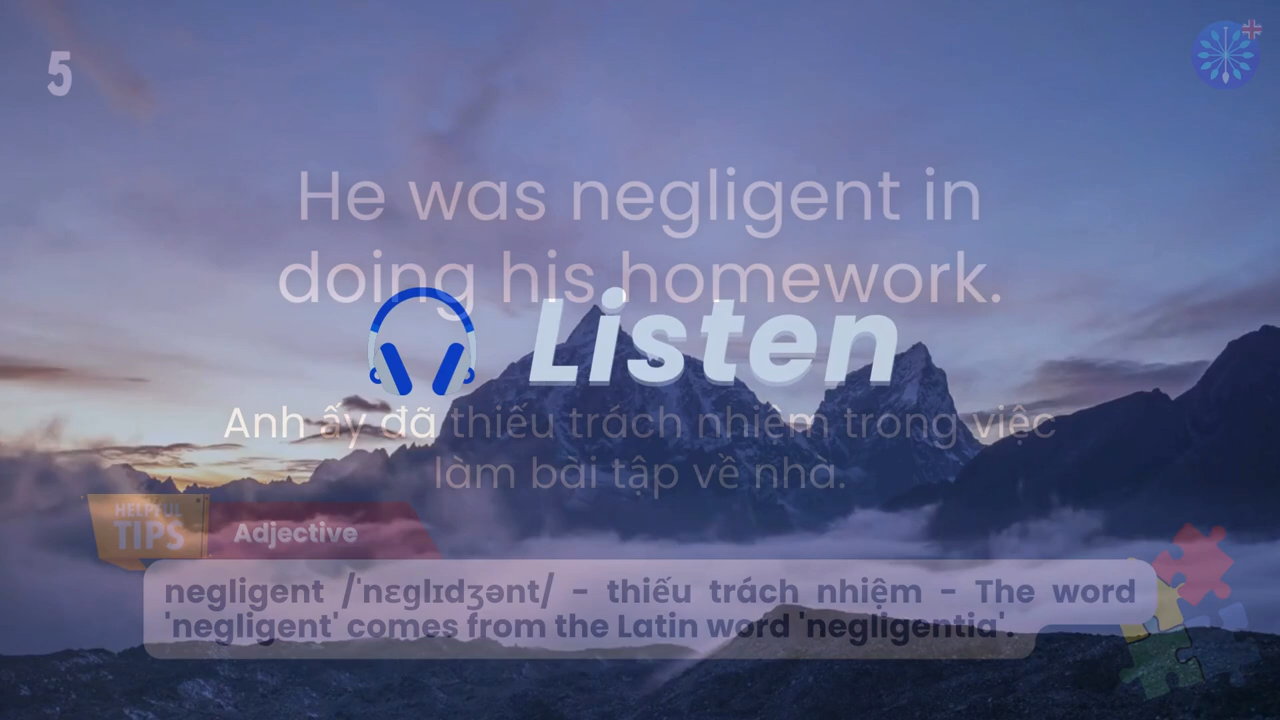 5
He was negligent in
doing his homework.
Listen
Anh ấy đã thiếu trách nhiệm trong việc
làm bài tập về nhà.
HELPFUL
TIPS
Adjective
negligent /ˈnɛɡlɪdʒənt/ - thiếu trách nhiệm - The word
'negligent' comes from the Latin word 'negligentia'.